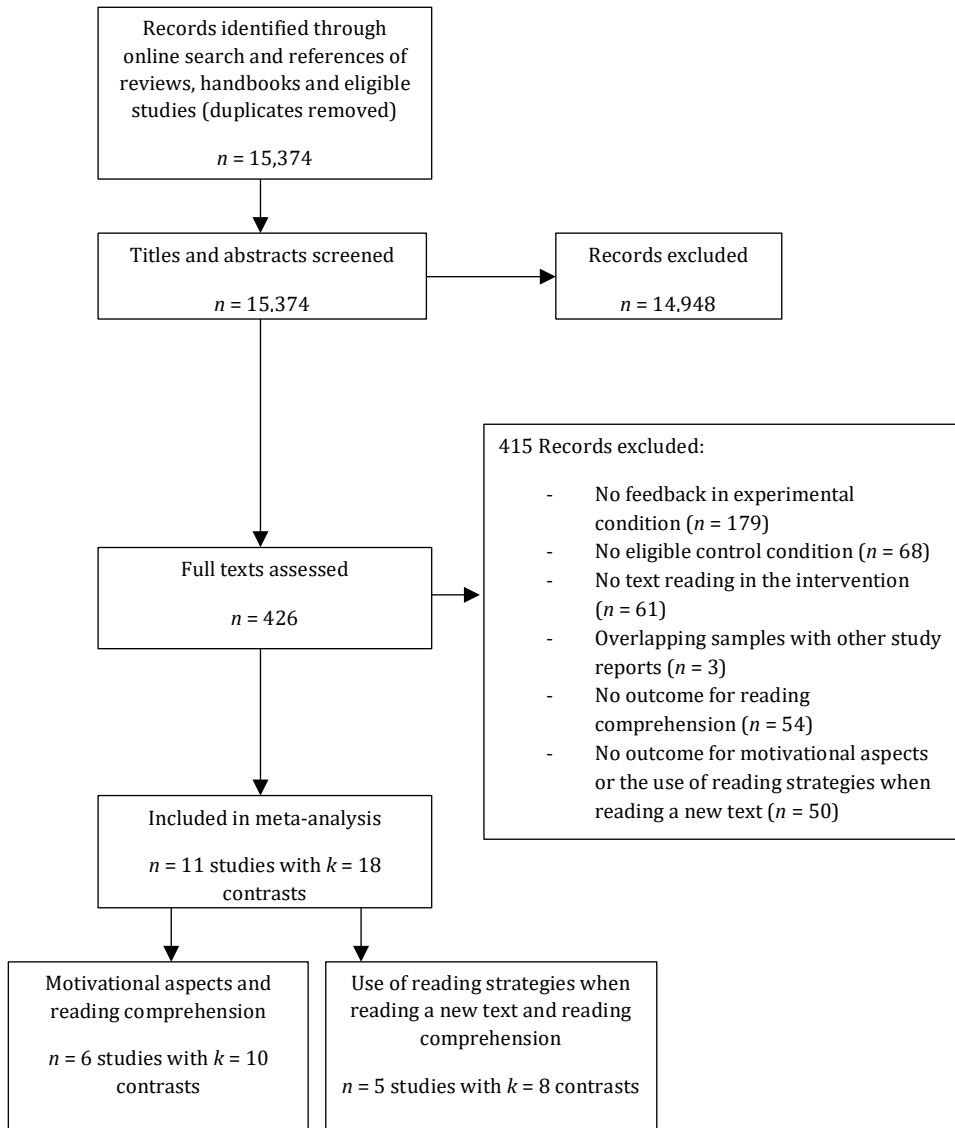 Records identified through
online search and references of
reviews, handbooks and eligible
studies (duplicates removed)
n = 15,374
Titles and abstracts screened
n = 15.374
Records excluded
n = 14.948
415 Records excluded:
- No feedback in experimental
condition (n = 179)
- No eligible control condition (n = 68)
- No text reading in the intervention
(n = 61)
- Overlapping samples with other study
reports (n = 3)
- No outcome for reading
comprehension (n = 54)
- No outcome for motivational aspects
or the use of reading strategies when
reading a new text (n = 50)
Full texts assessed
n = 426
Included in meta-analysis
n = 11 studies with k = 18
contrasts
Motivational aspects and
reading comprehension
n = 6 studies with k = 10
contrasts
Use of reading strategies when
reading a new text and reading
comprehension
n = 5 studies with k = 8 contrasts